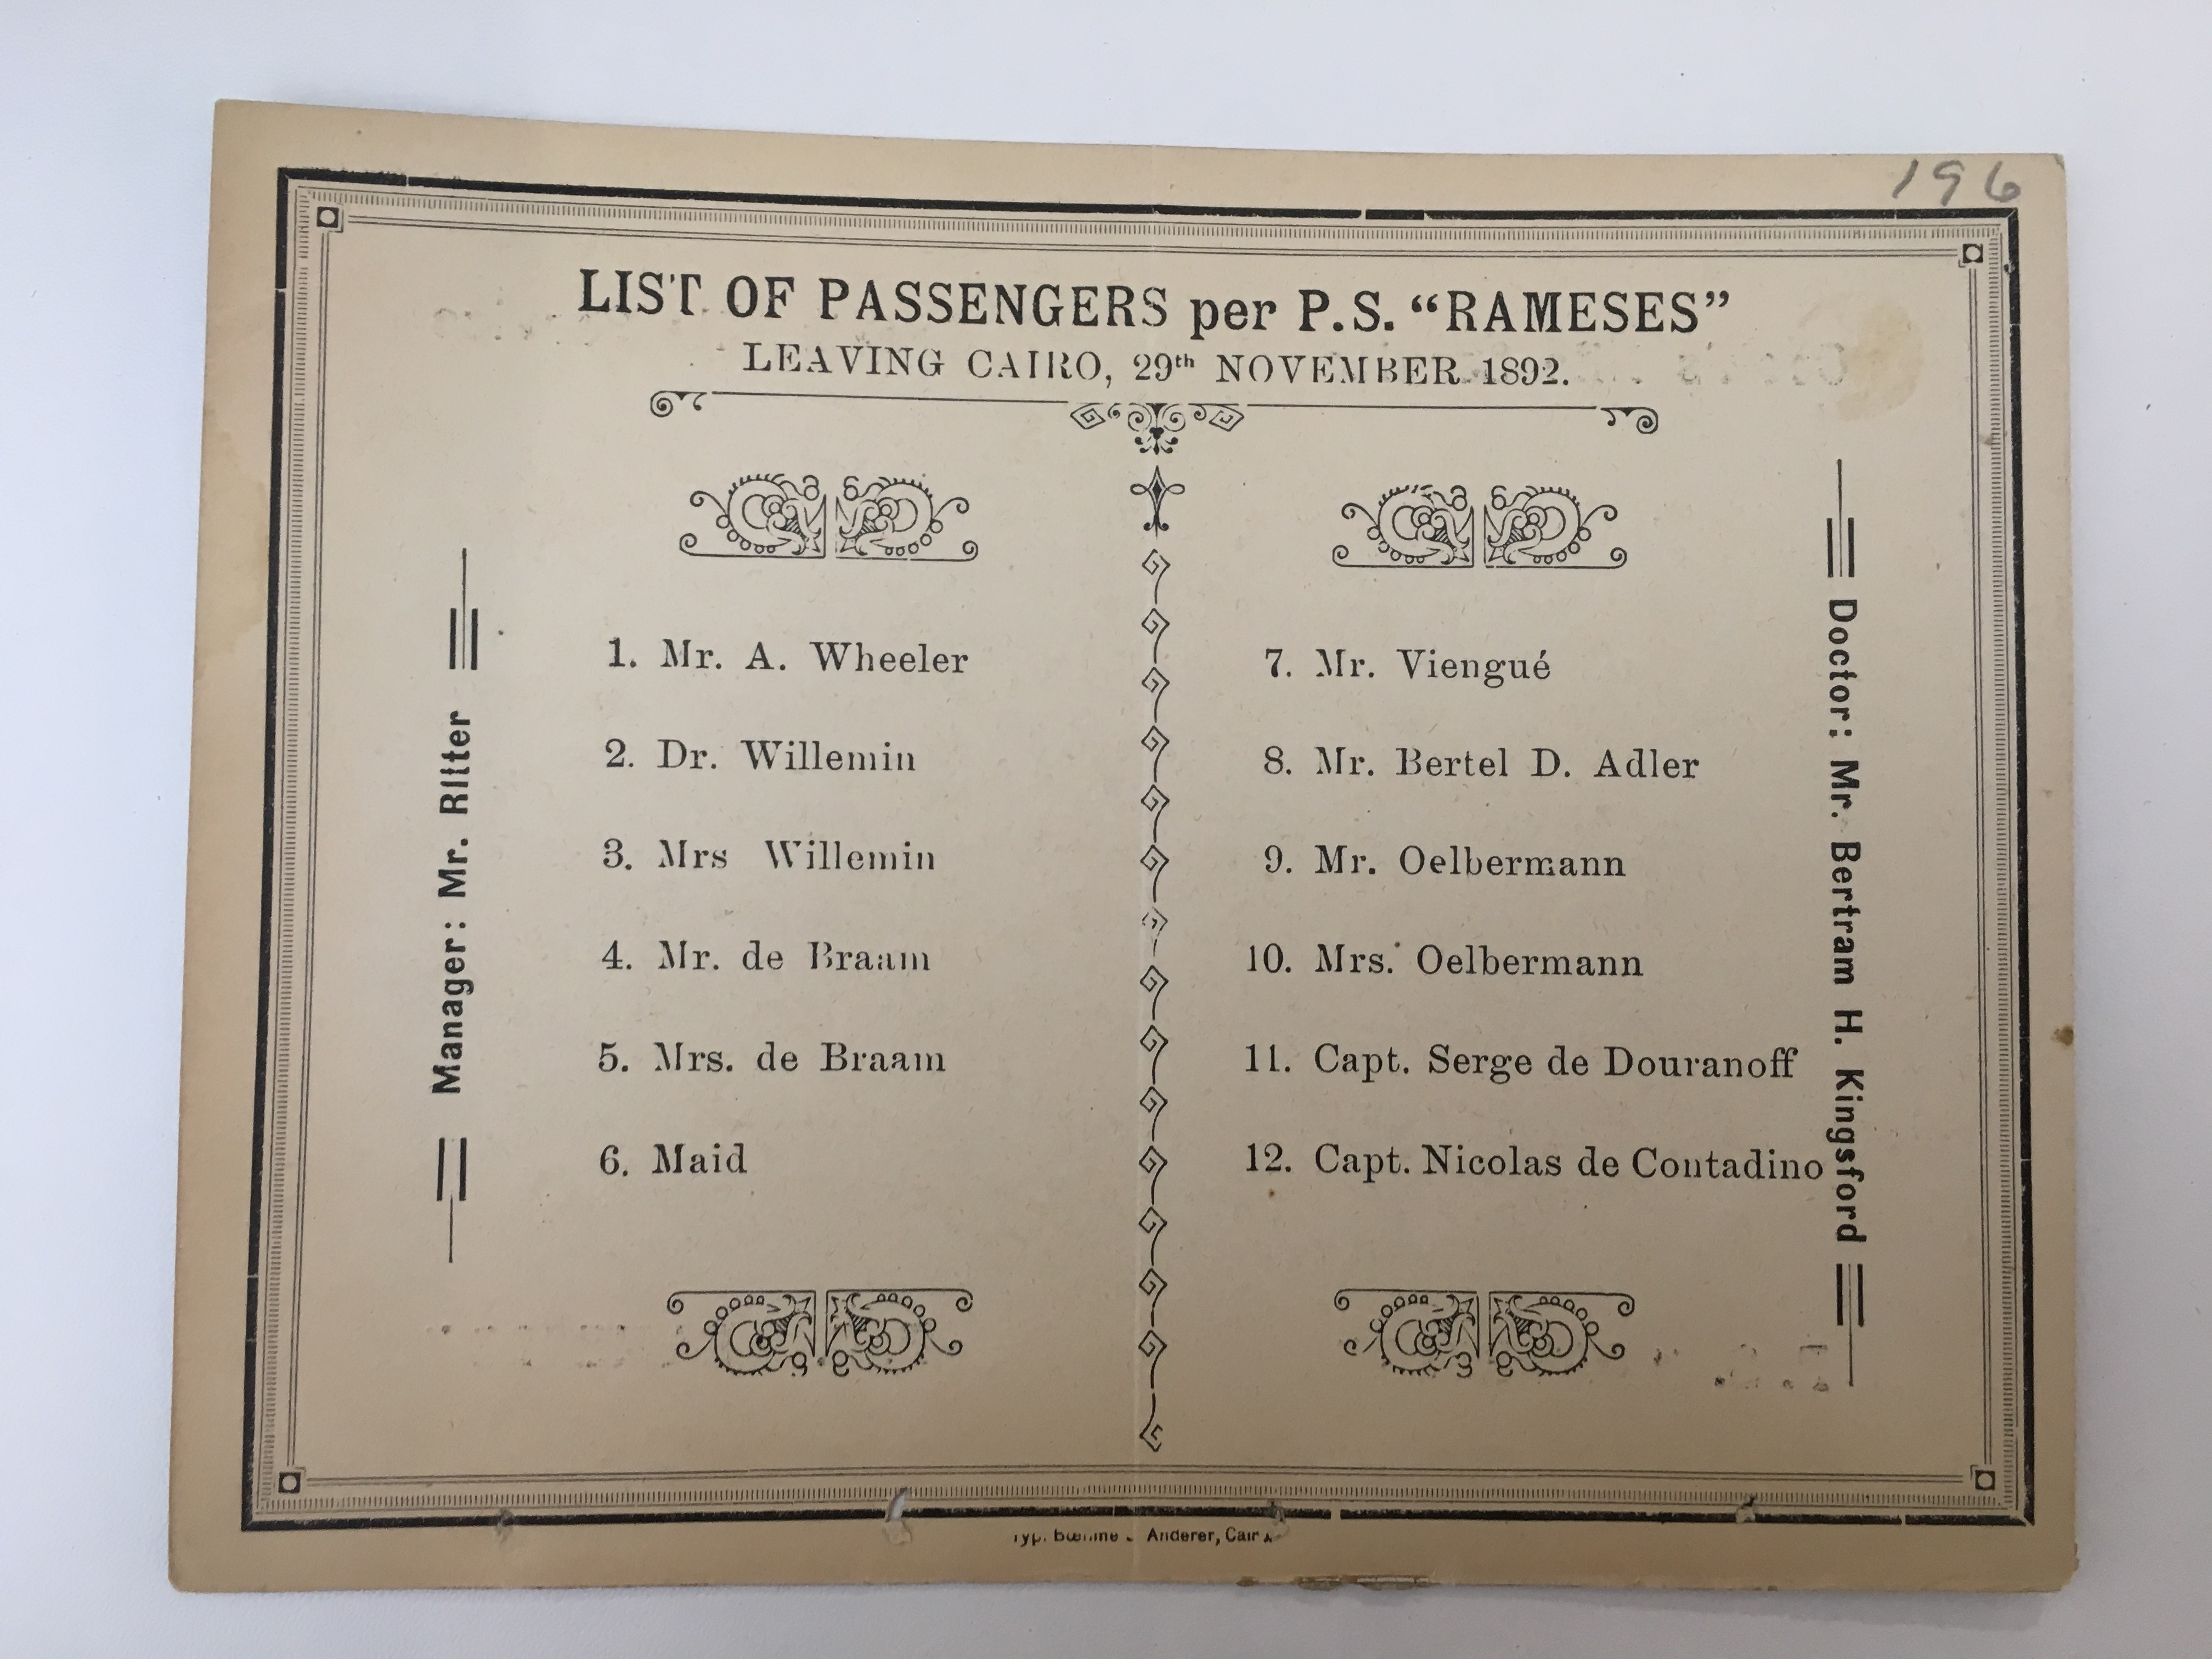 196
LIST OF PASSENGERS per P.S. “RAMESES”
LEAVING CAIRO, 29th NOVEMBER 1892.
Manager: Mr. Ritter
1. Mr. A. Wheeler
2. Dr. Willemin
3. Mrs Willemin
4. Mr. de Braam
5. Mrs. de Braam
6. Maid
7. Mr. Viengué
8. Mr. Bertel D. Adler
9. Mr. Oelbermann
10. Mrs. Oelbermann
11. Capt. Serge de Douranoff
12. Capt. Nicolas de Contadino
Doctor: Mr. Bertram H. Kingsford
Typ. Anderer, Cair